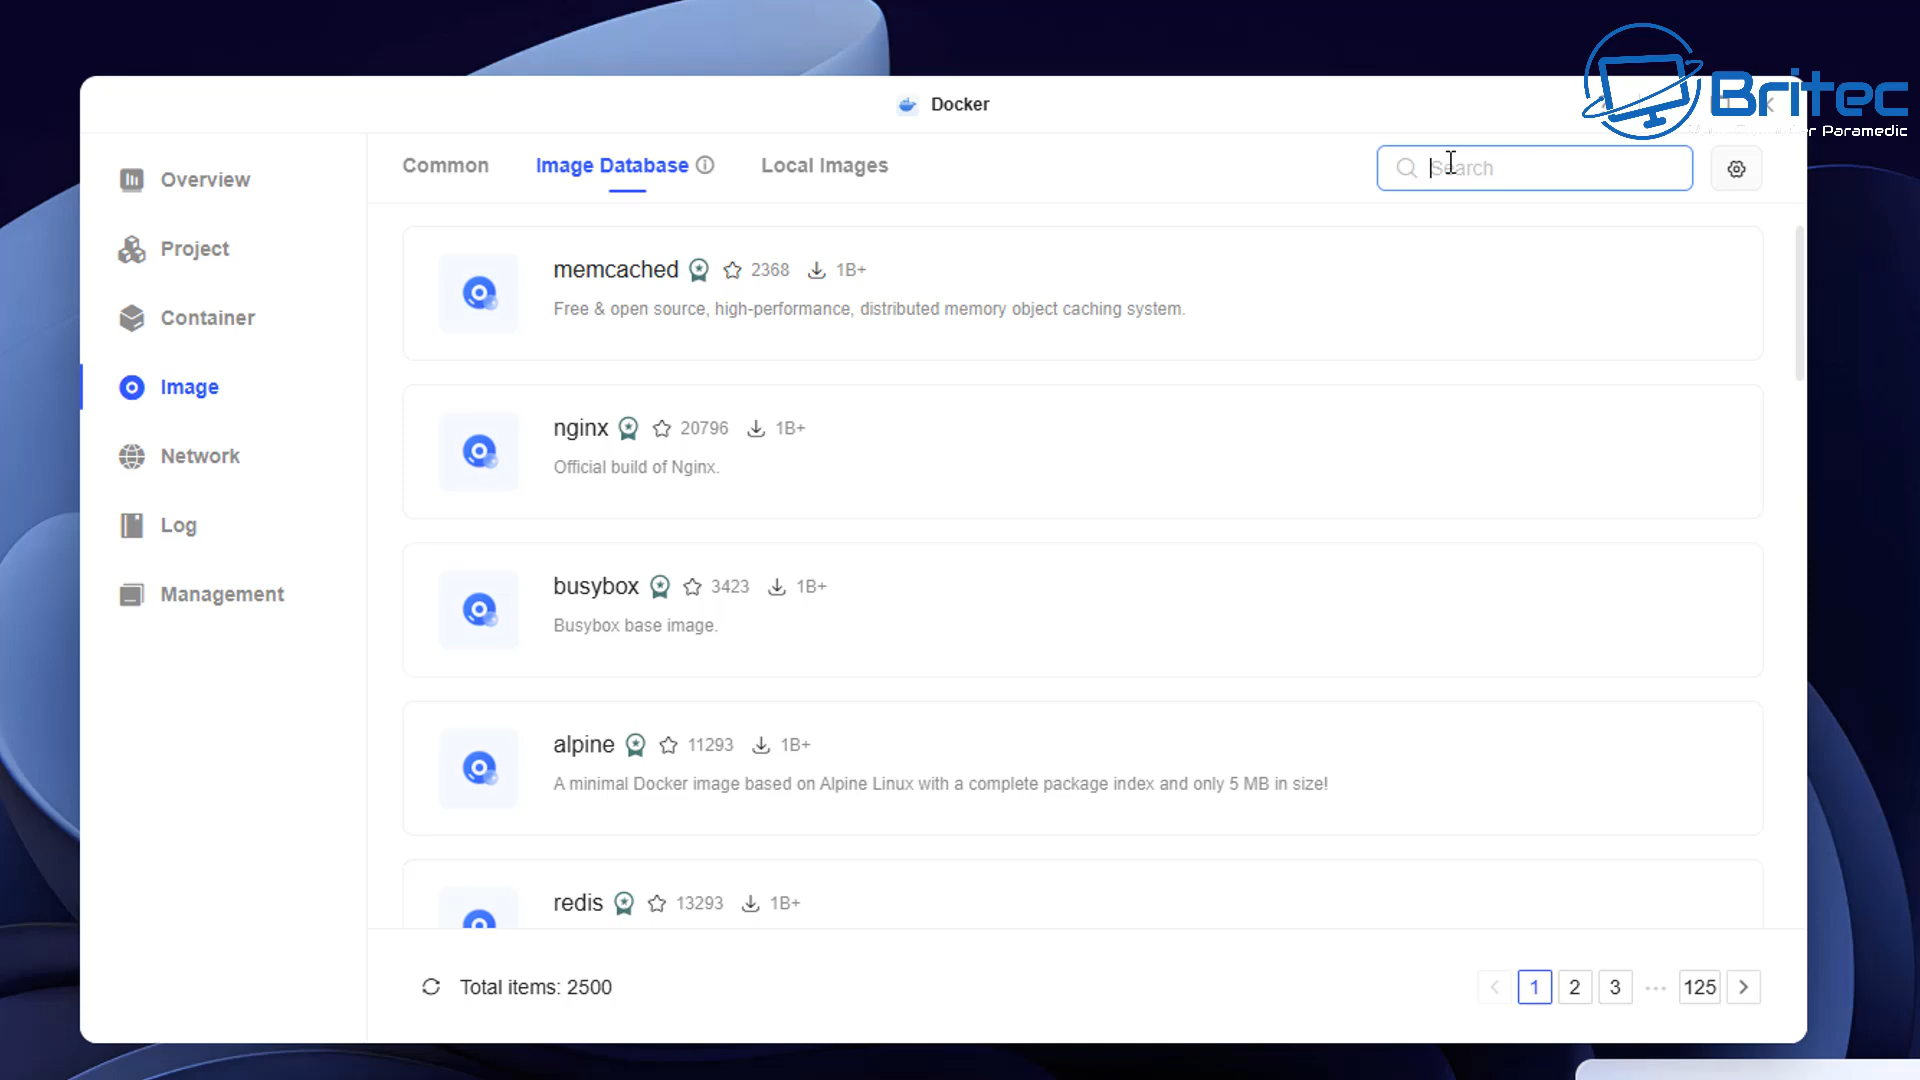 Britec
r Paramedic
Docker
Overview
Project
Container
Image
Network
Log
Management
Common
Image Database
Local Images
Search
memcached 2368 1B+
Free & open source, high-performance, distributed memory object caching system.
nginx 20796 1B+
Official build of Nginx.
busybox 3423 1B+
Busybox base image.
alpine 11293 1B+
A minimal Docker image based on Alpine Linux with a complete package index and only 5 MB in size!
redis 13293 1B+
Total items: 2500
1 2 3 ••• 125